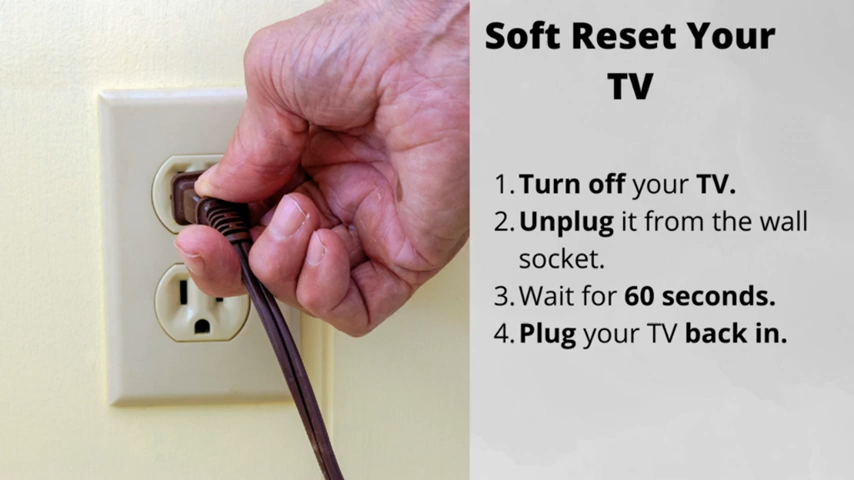 Soft Reset Your
TV
1. Turn off your TV.
2. Unplug it from the wall
socket.
3. Wait for 60 seconds.
4. Plug your TV back in.